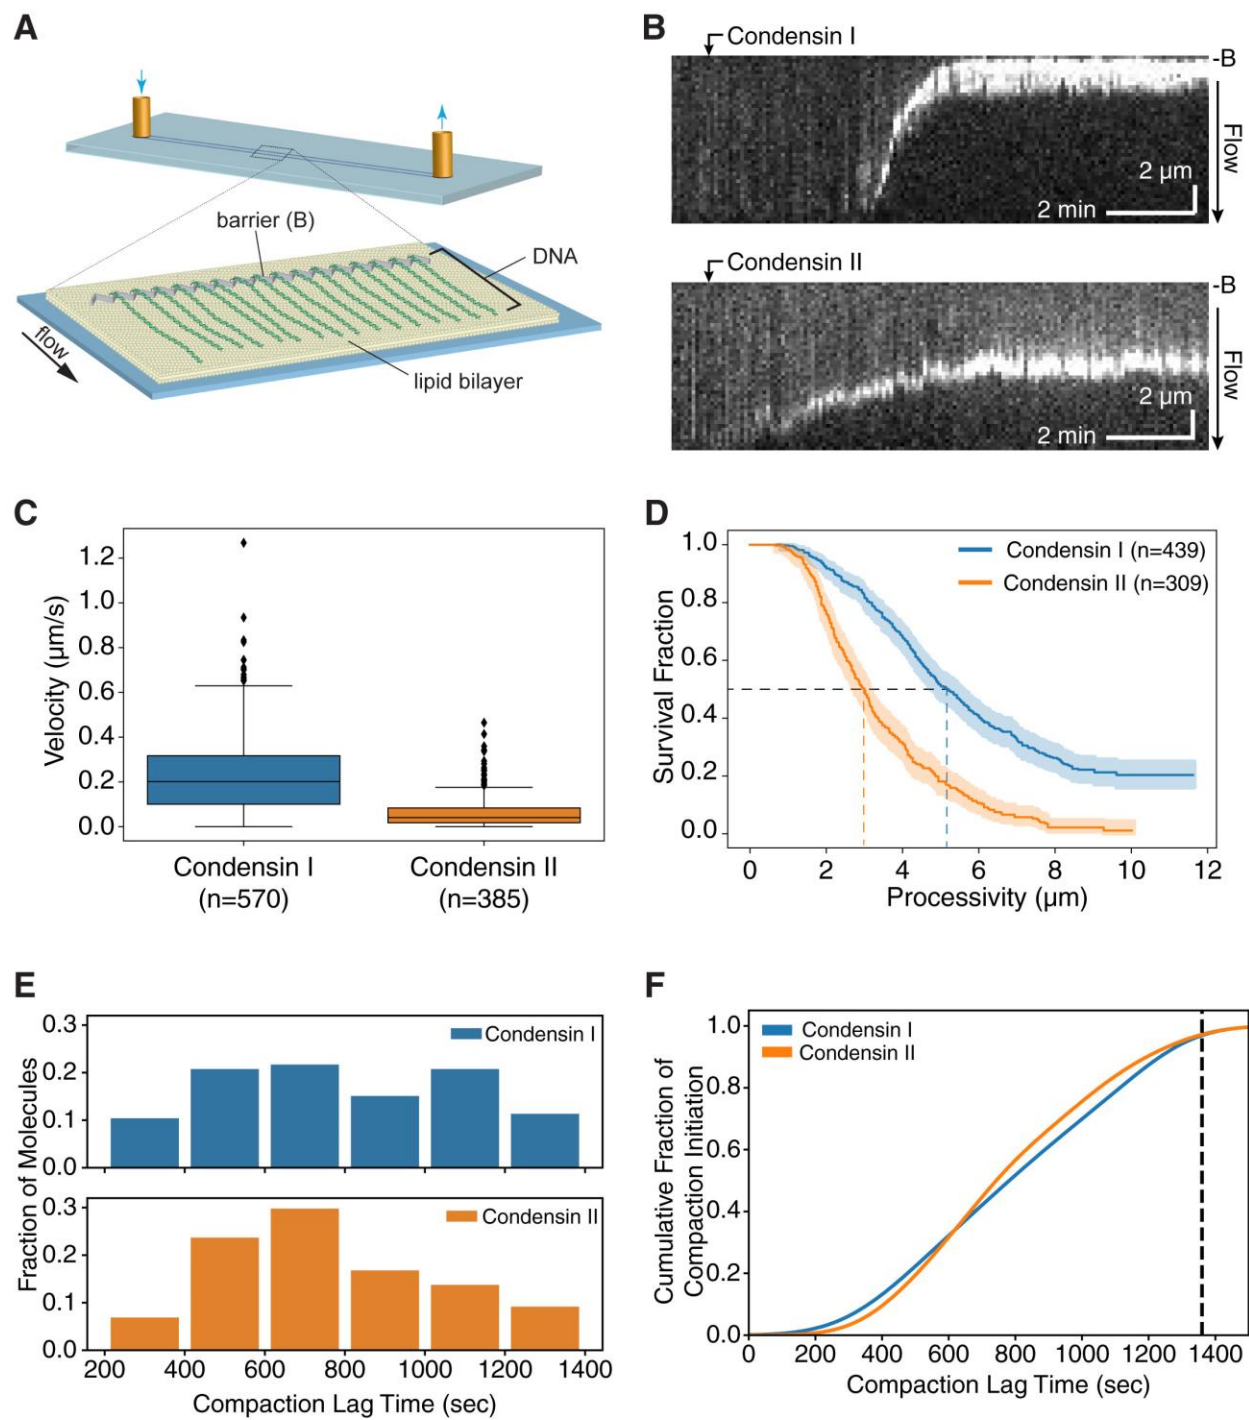 A
barrier (B)
DNA
flow
lipid bilayer
B
Condensin I
-B
Flow
2 µm
2 min
Condensin II
-B
Flow
2 µm
2 min
C
Velocity (µm/s)
1.2
1.0
0.8
0.6
0.4
0.2
0.0
Condensin I
(n=570)
Condensin II
(n=385)
D
Survival Fraction
1.0
0.8
0.6
0.4
0.2
0.0
Condensin I (n=439)
Condensin II (n=309)
0 2 4 6 8 10 12
Processivity (µm)
E
Fraction of Molecules
0.3
0.2
0.1
0.0
Condensin I
0.3
0.2
0.1
0.0
Condensin II
200 400 600 800 1000 1200 1400
Compaction Lag Time (sec)
F
Cumulative Fraction of
Compaction Initiation
1.0
0.8
0.6
0.4
0.2
0.0
Condensin I
Condensin II
0 200 400 600 800 1000 1200 1400
Compaction Lag Time (sec)